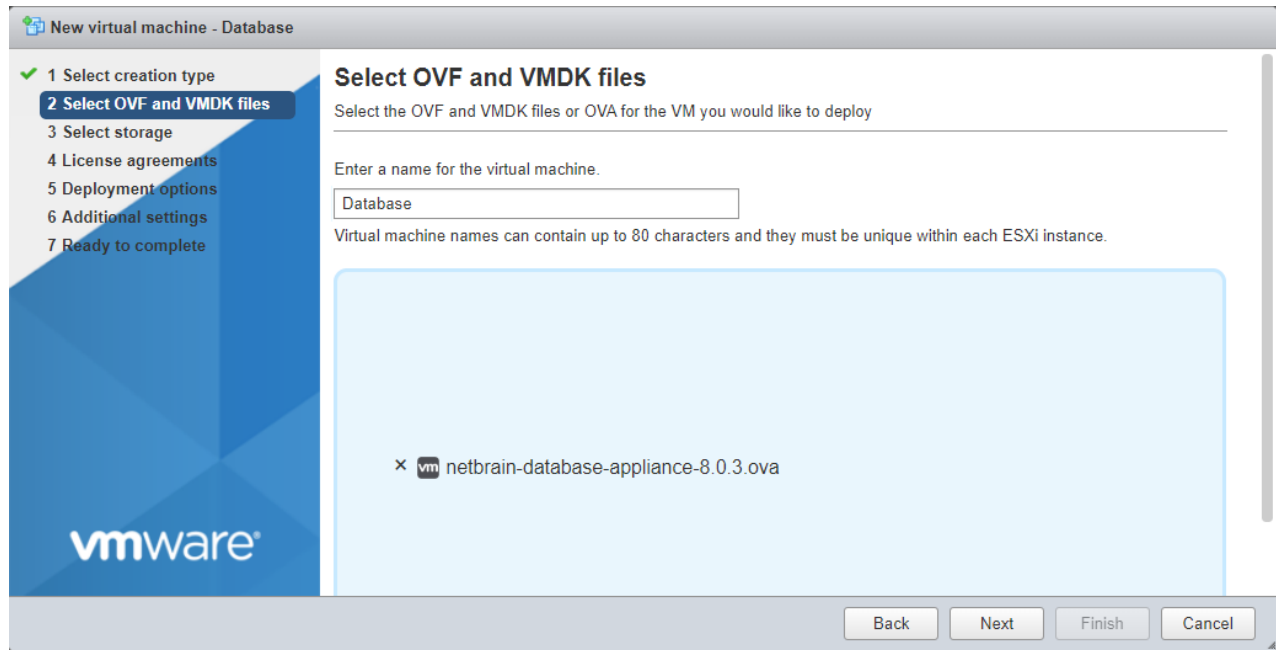 New virtual machine - Database
1 Select creation type
2 Select OVF and VMDK files
3 Select storage
4 License agreements
5 Deployment options
6 Additional settings
7 Ready to complete
vmware®
Select OVF and VMDK files
Select the OVF and VMDK files or OVA for the VM you would like to deploy
Enter a name for the virtual machine.
Database
Virtual machine names can contain up to 80 characters and they must be unique within each ESXi instance.
× vm netbrain-database-appliance-8.0.3.ova
Back Next Finish Cancel